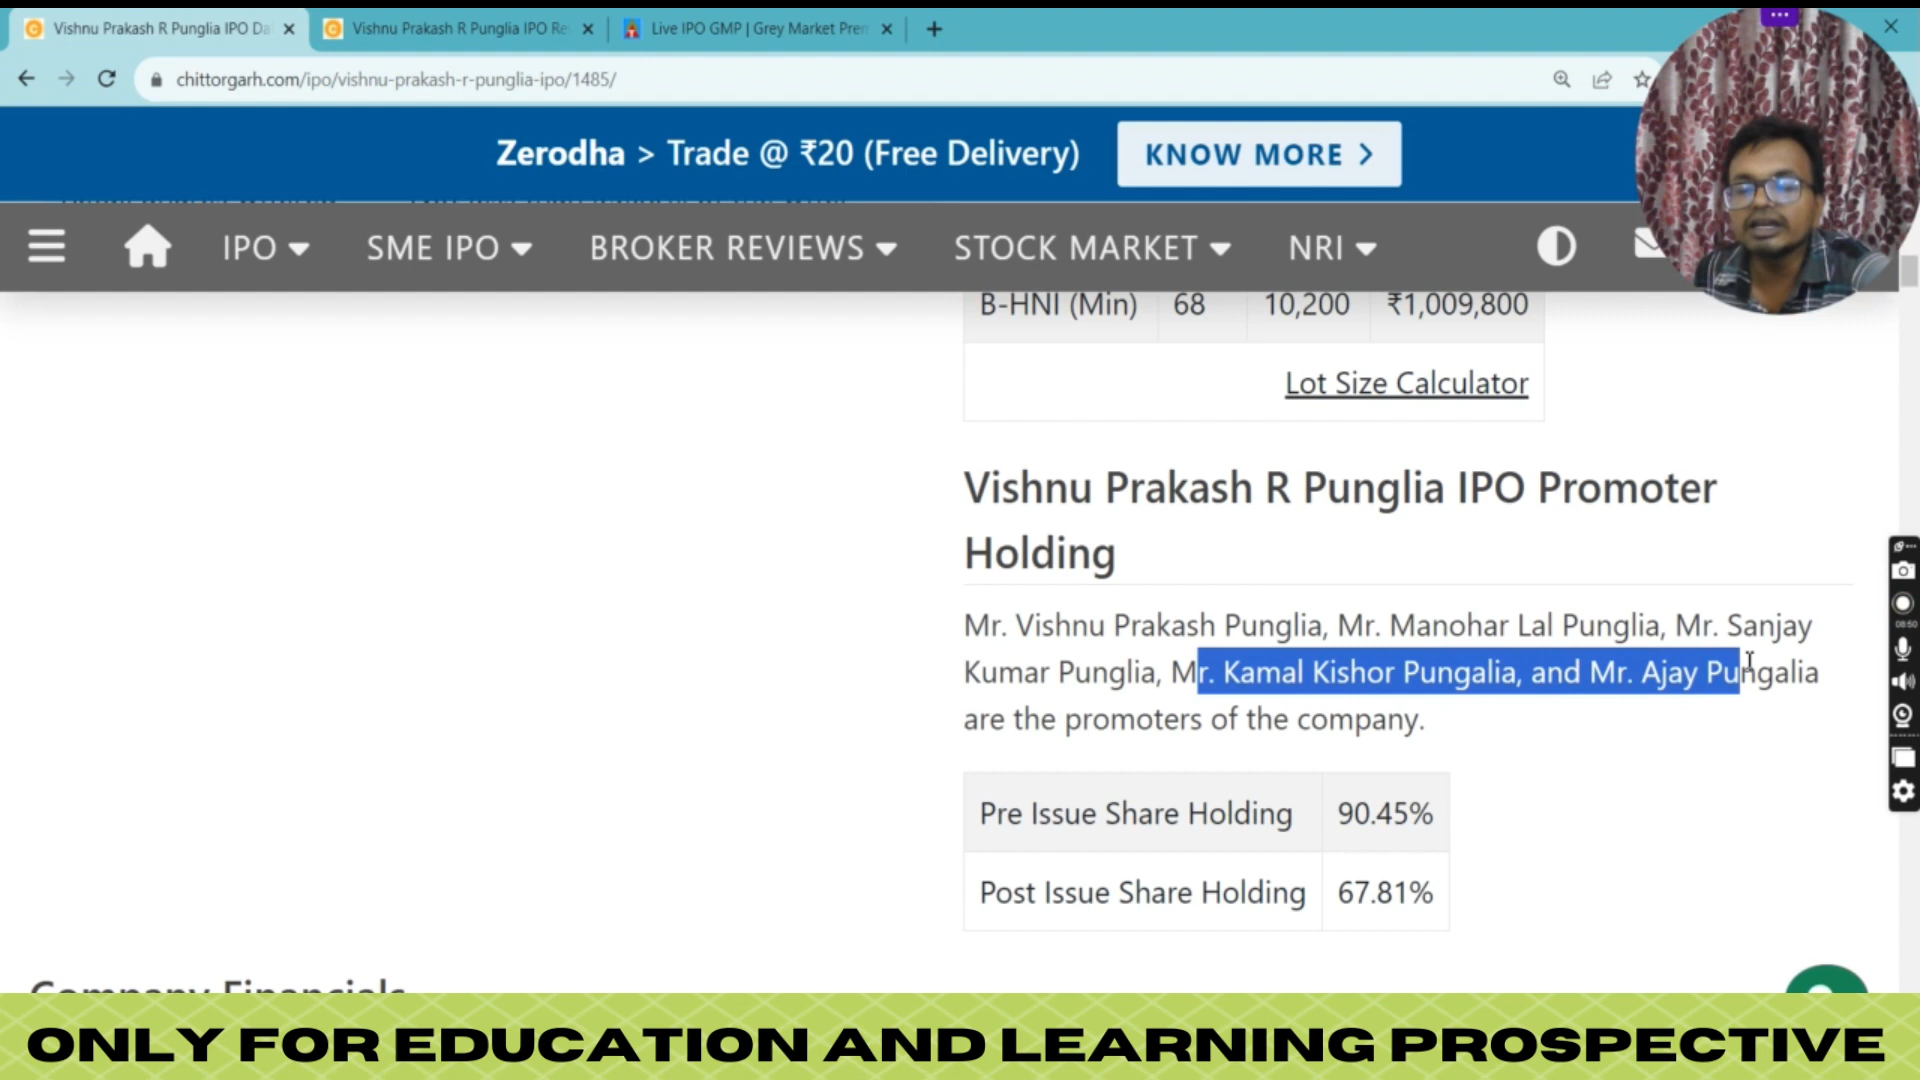 Vishnu Prakash R Punglia IPO Da
Vishnu Prakash R Punglia IPO Re
Live IPO GMP | Grey Market Prem
chittorgarh.com/ipo/vishnu-prakash-r-punglia-ipo/1485/
Zerodha > Trade @ ₹20 (Free Delivery)
KNOW MORE >
IPO
SME IPO
BROKER REVIEWS
STOCK MARKET
NRI
B-HNI (Min) 68 10,200 ₹1,009,800
Lot Size Calculator
Vishnu Prakash R Punglia IPO Promoter
Holding
Mr. Vishnu Prakash Punglia, Mr. Manohar Lal Punglia, Mr. Sanjay
Kumar Punglia, Mr. Kamal Kishor Pungalia, and Mr. Ajay Pungalia
are the promoters of the company.
Pre Issue Share Holding 90.45%
Post Issue Share Holding 67.81%
Company Financials
08:50
ONLY FOR EDUCATION AND LEARNING PROSPECTIVE